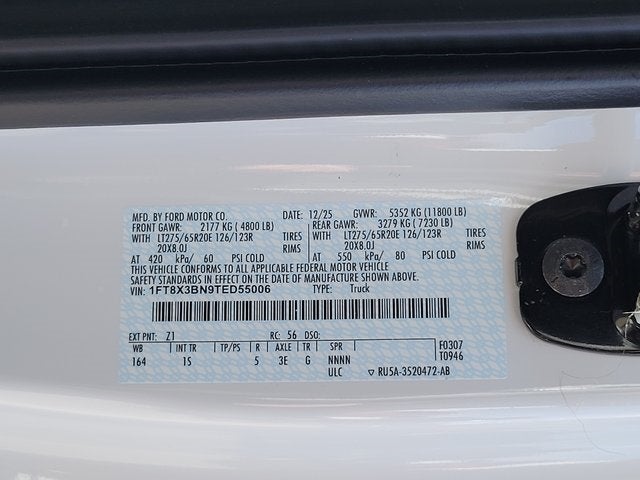 MFD. BY FORD MOTOR CO. DATE: 12/25 GVWR: 5352 KG (11800 LB)
FRONT GAWR: 2177 KG ( 4800 LB) REAR GAWR: 3279 KG ( 7230 LB)
WITH LT275/65R20E 126/123R TIRES WITH LT275/65R20E 126/123R TIRES
20X8.0J RIMS 20X8.0J RIMS
AT 420 kPa/ 60 PSI COLD AT 550 kPa/ 80 PSI COLD
THIS VEHICLE CONFORMS TO ALL APPLICABLE FEDERAL MOTOR VEHICLE
SAFETY STANDARDS IN EFFECT ON THE DATE OF MANUFACTURE SHOWN ABOVE.
VIN: 1FT8X3BN9TED55006 TYPE: Truck
EXT PNT: Z1 RC: 56 DSO: F0307
WB INT TR TP/PS R AXLE TR SPR T0946
164 1S 5 3E G NNNN
ULC ▽ RU5A-3520472-AB